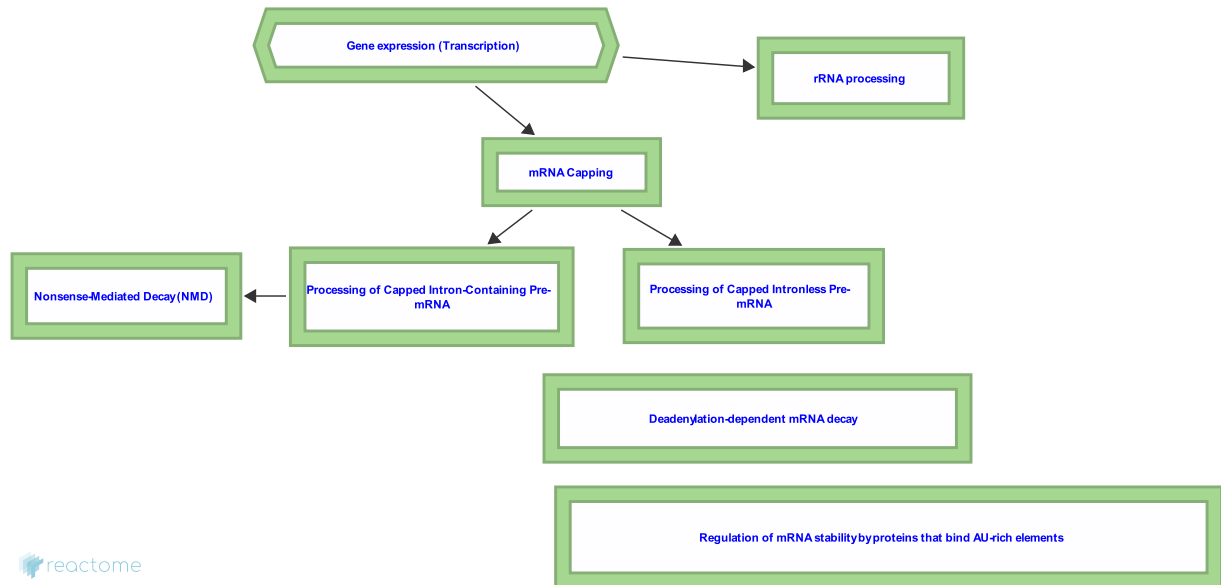 Gene expression (Transcription)
rRNA processing
mRNA Capping
Nonsense-Mediated Decay (NMD)
Processing of Capped Intron-Containing Pre-
mRNA
Processing of Capped Intronless Pre-
mRNA
Deadenylation-dependent mRNA decay
Regulation of mRNA stability by proteins that bind AU-rich elements
reactome